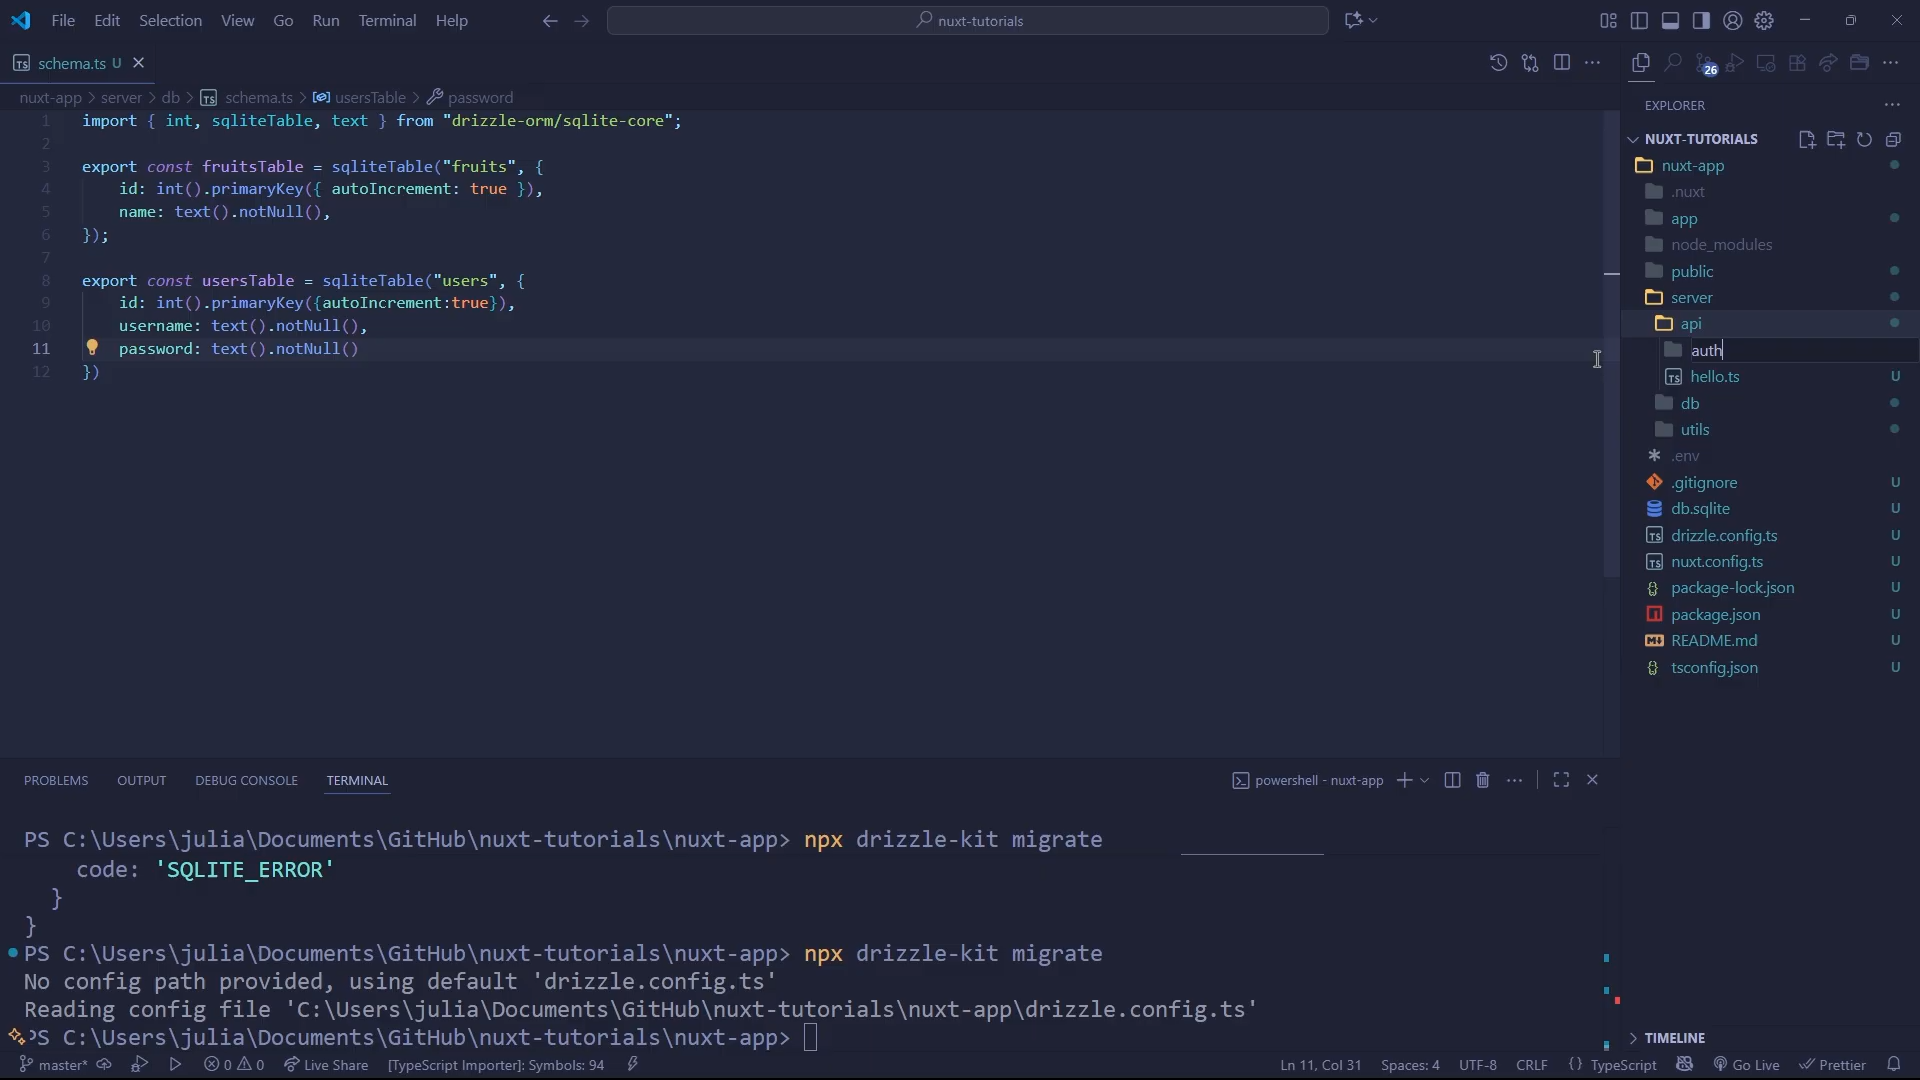 File Edit Selection View Go Run Terminal Help
nuxt-tutorials
schema.ts U
nuxt-app > server > db > TS schema.ts > usersTable > password
1 import { int, sqliteTable, text } from "drizzle-orm/sqlite-core";
2
3 export const fruitsTable = sqliteTable("fruits", {
4 id: int().primaryKey({ autoIncrement: true }),
5 name: text().notNull(),
6 });
7
8 export const usersTable = sqliteTable("users", {
9 id: int().primaryKey({autoIncrement:true}),
10 username: text().notNull(),
11 password: text().notNull()
12 })
26
EXPLORER
NUXT-TUTORIALS
nuxt-app
.nuxt
app
node_modules
public
server
api
auth
TS hello.ts U
db
utils
.env
.gitignore U
db.sqlite U
TS drizzle.config.ts U
TS nuxt.config.ts U
package-lock.json U
package.json U
README.md U
tsconfig.json U
TIMELINE
PROBLEMS OUTPUT DEBUG CONSOLE TERMINAL
powershell - nuxt-app
PS C:\Users\julia\Documents\GitHub\nuxt-tutorials\nuxt-app> npx drizzle-kit migrate
code: 'SQLITE_ERROR'
}
}
PS C:\Users\julia\Documents\GitHub\nuxt-tutorials\nuxt-app> npx drizzle-kit migrate
No config path provided, using default 'drizzle.config.ts'
Reading config file 'C:\Users\julia\Documents\GitHub\nuxt-tutorials\nuxt-app\drizzle.config.ts'
PS C:\Users\julia\Documents\GitHub\nuxt-tutorials\nuxt-app>
master* 0 0 Live Share [TypeScript Importer]: Symbols: 94
Ln 11, Col 31 Spaces: 4 UTF-8 CRLF {} TypeScript Go Live Prettier